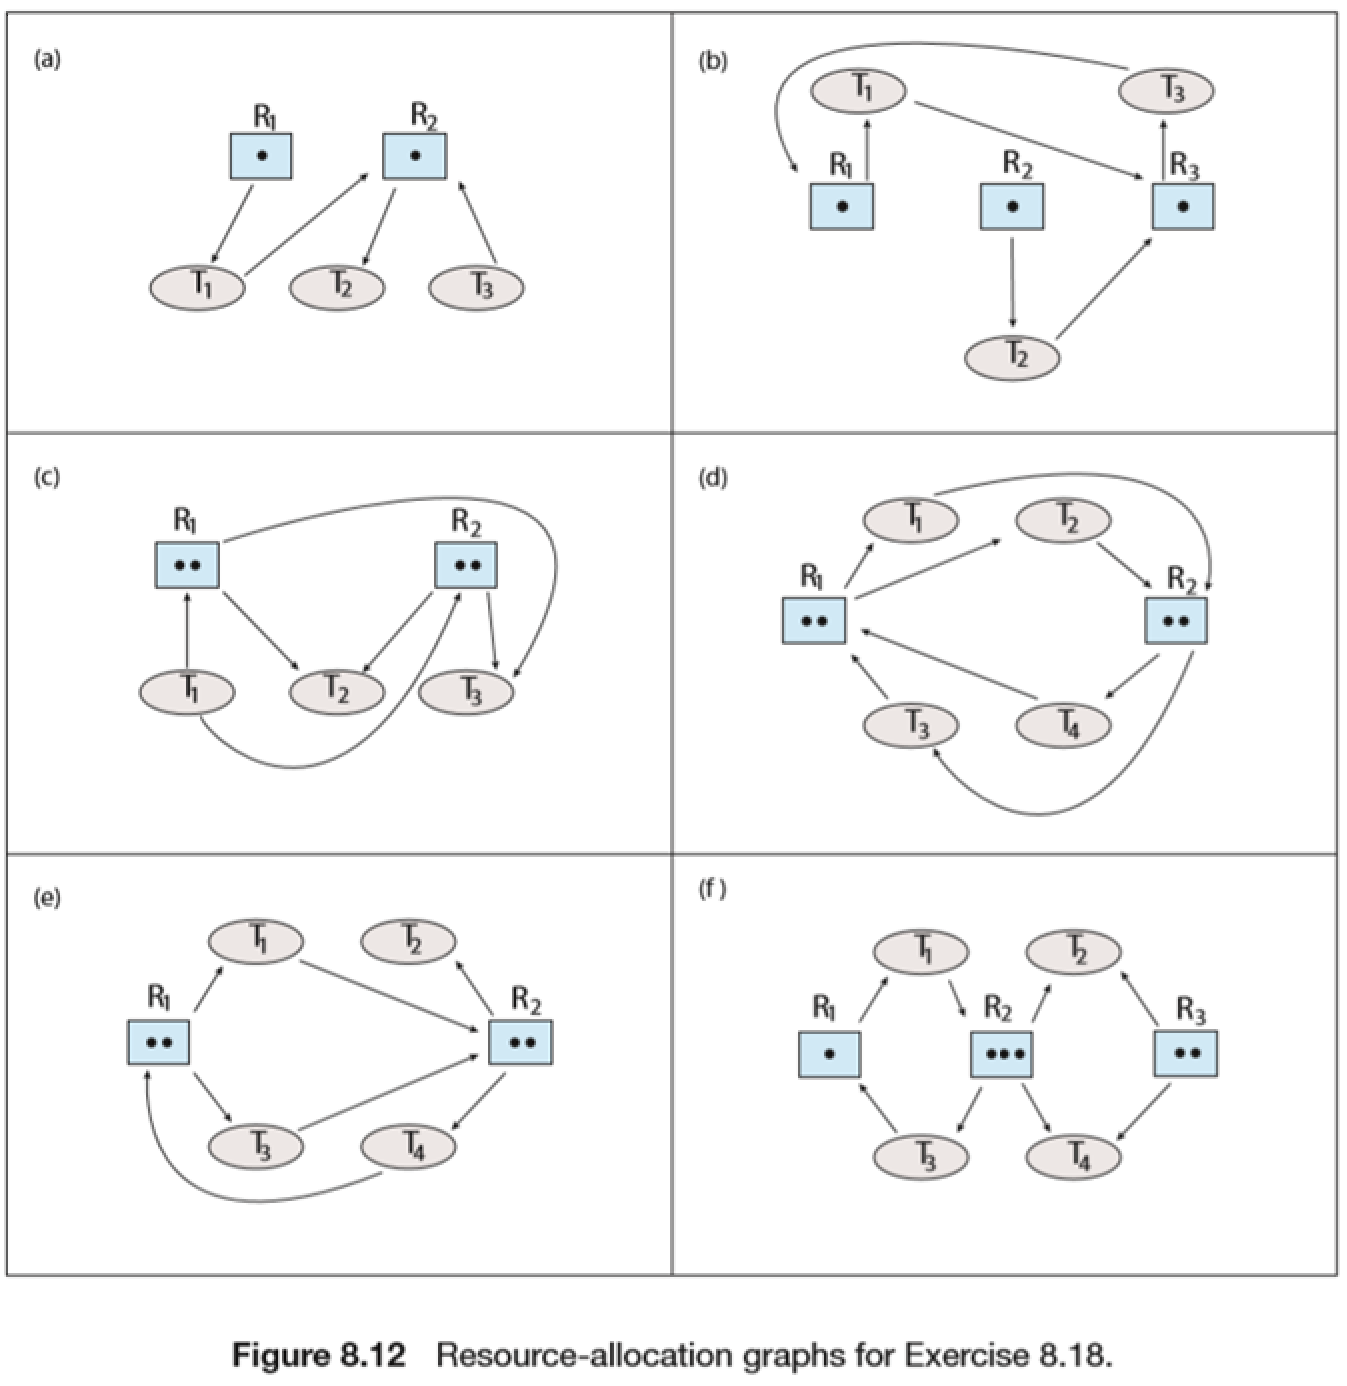 (a)
R1 R2
T1 T2 T3
(b)
T1 T3
R1 R2 R3
T2
(c)
R1 R2
T1 T2 T3
(d)
T1 T2
R1 R2
T3 T4
(e)
T1 T2
R1 R2
T3 T4
(f)
T1 T2
R1 R2 R3
T3 T4
Figure 8.12 Resource-allocation graphs for Exercise 8.18.